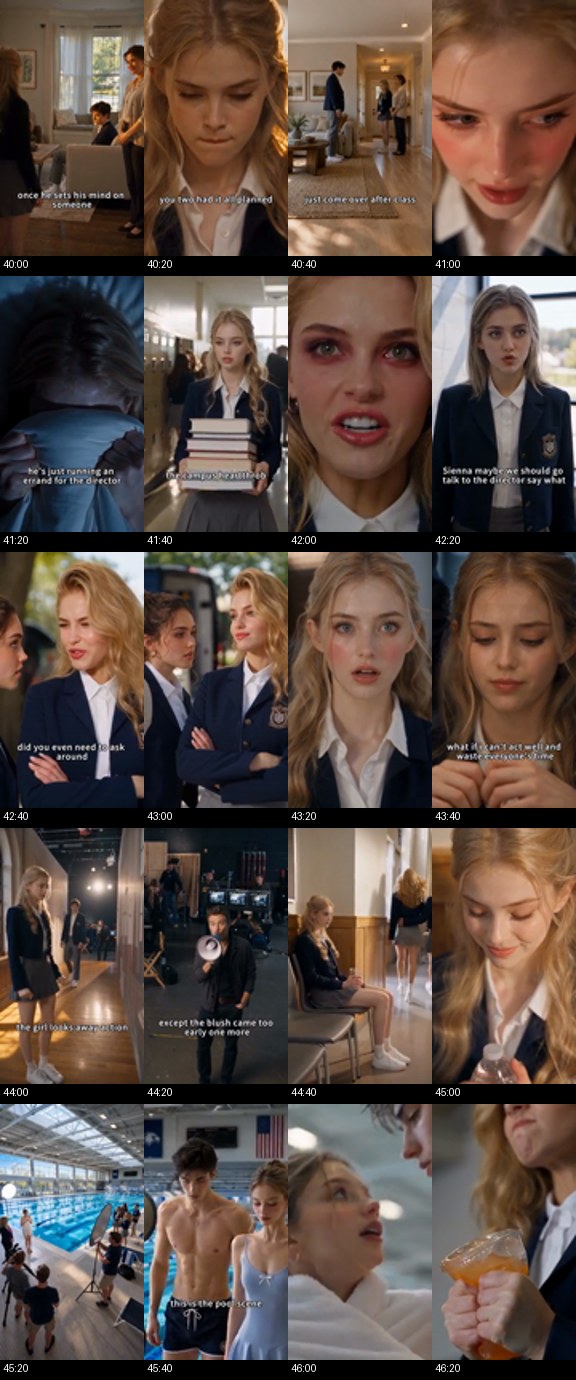 once he sets his mind on
someone
you two had it all planned
just come over after class
40:00
40:20
40:40
41:00
he's just running an
errand for the director
the campus heartthrob
Sienna maybe we should go
talk to the director say what
41:20
41:40
42:00
42:20
did you even need to ask
around
what if i can't act well and
waste everyone's time
42:40
43:00
43:20
43:40
the girl looks away action
except the blush came too
early one more
44:00
44:20
44:40
45:00
this is the pool scene
45:20
45:40
46:00
46:20